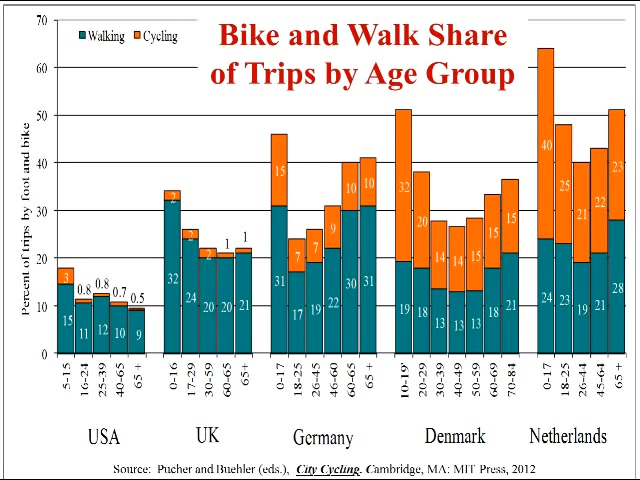 Bike and Walk Share
of Trips by Age Group
Walking Cycling
Percent of trips by foot and bike
70
60
50
40
30
20
10
0
3 0.8 0.8 0.7 0.5
15 11 12 10 9
2 2 2 1 1
32 24 20 20 21
15 7 7 9 10 10
31 17 19 22 30 31
32 20 14 14 15 15 15
19 18 13 13 13 18 21
40 25 21 22 23
24 23 19 21 28
5-15 16-24 25-39 40-65 65 +
0-16 17-29 30-59 60-65 65 +
0-17 18-25 26-45 46-60 60-65 65 +
10-19' 20-29 30-39 40-49 50-59 60-69 70-84
0-17 18-25 26-44 45-64 65 +
USA UK Germany Denmark Netherlands
Source: Pucher and Buehler (eds.), City Cycling. Cambridge, MA: MIT Press, 2012